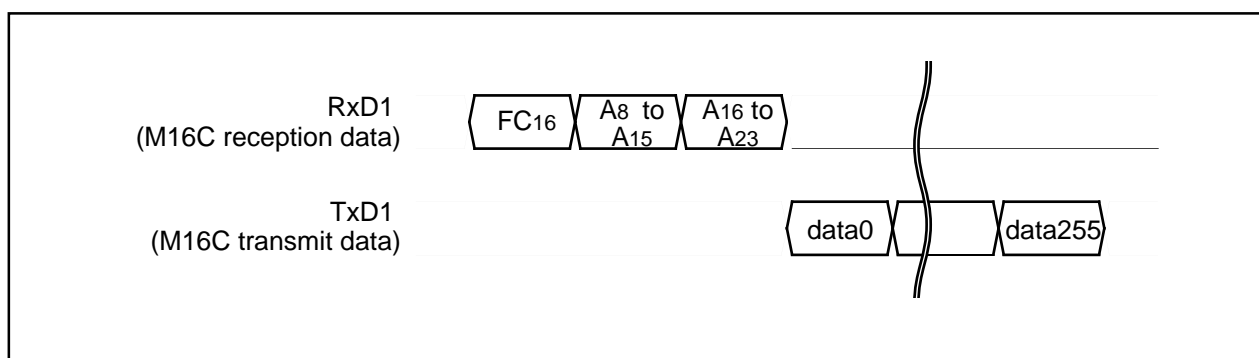 RxD1
(M16C reception data)
FC16
A8 to
A15
A16 to
A23
TxD1
(M16C transmit data)
data0
data255